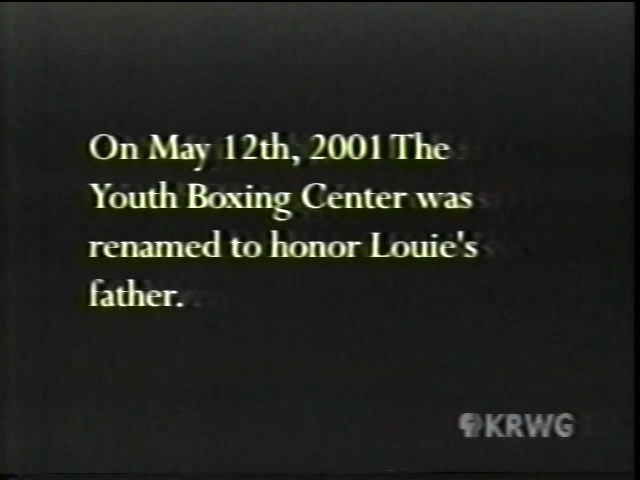 On May 12th, 2001 The
Youth Boxing Center was
renamed to honor Louie's
father.
KRWG